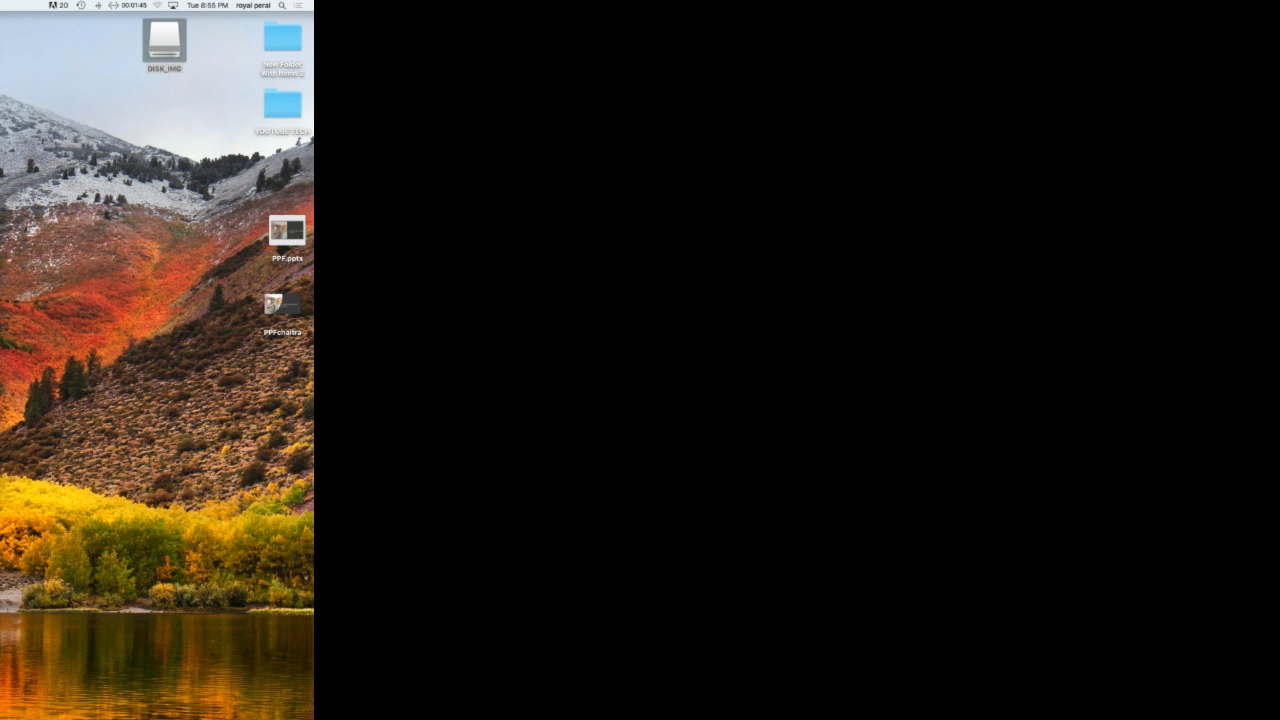 20 00:01:45 Tue 8:55 PM royal peral
DISK_IMG
New Folder
with items 2
YOUTUBE TECH
PPF.pptx
PPFchaitra